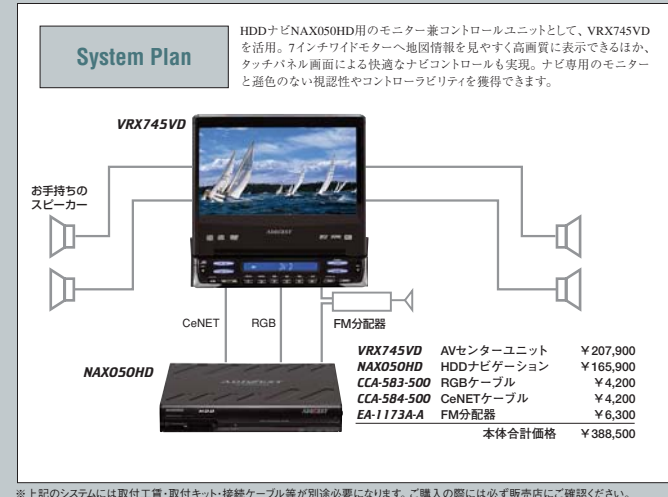 System Plan
HDDナビNAX050HD用のモニター兼コントロールユニットとして、VRX745VD
を活用。7インチワイドモターへ地図情報を見やすく高画質に表示できるほか、
タッチパネル画面による快適なナビコントロールも実現。ナビ専用のモニター
と遜色のない視認性やコントローラビリティを獲得できます。
VRX745VD
お手持ちの
スピーカー
ADDZEST
CeNET
RGB
FM分配器
NAX050HD
ADDZEST
VRX745VD AVセンターユニット ￥207,900
NAX050HD HDDナビゲーション ￥165,900
CCA-583-500 RGBケーブル ￥4,200
CCA-584-500 CeNETケーブル ￥4,200
EA-1173A-A FM分配器 ￥6,300
本体合計価格 ￥388,500
※上記のシステムには取付工賃・取付キット・接続ケーブル等が別途必要になります。ご購入の際には必ず販売店にご確認ください。